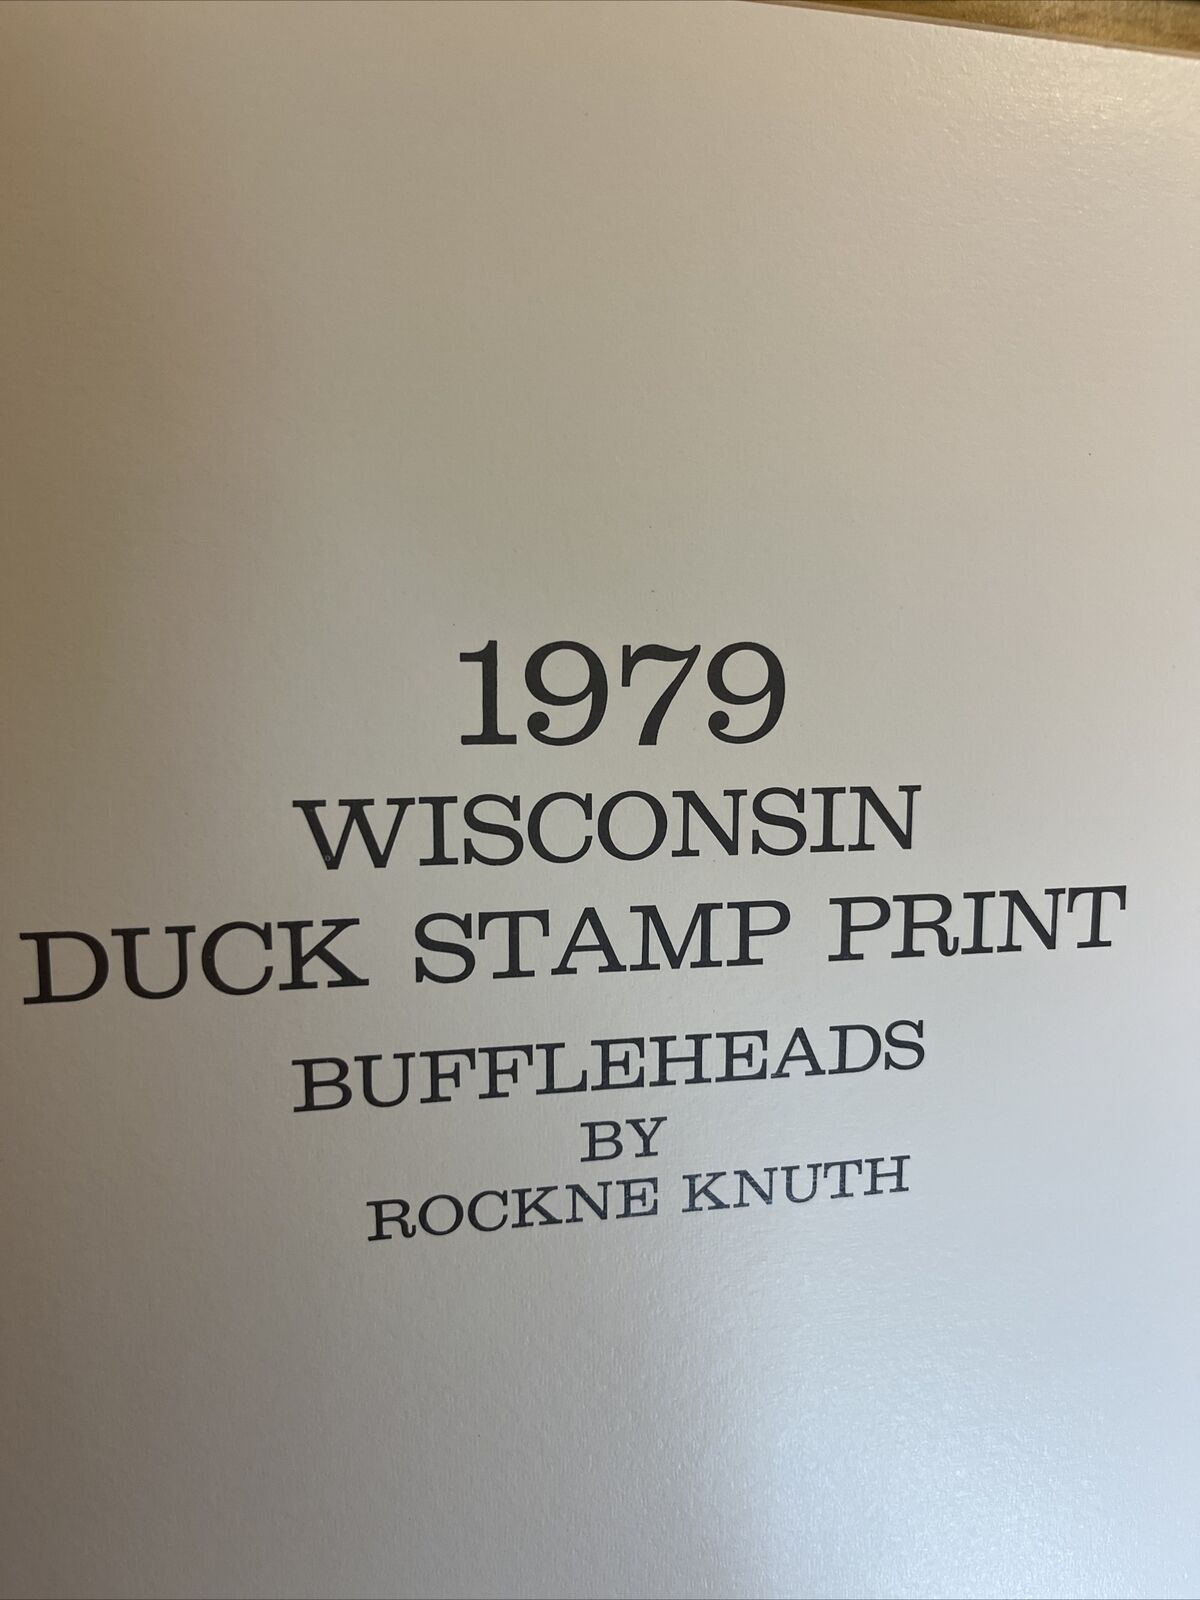 1979
WISCONSIN
DUCK STAMP PRINT
BUFFLEHEADS
BY
ROCKNE KNUTH